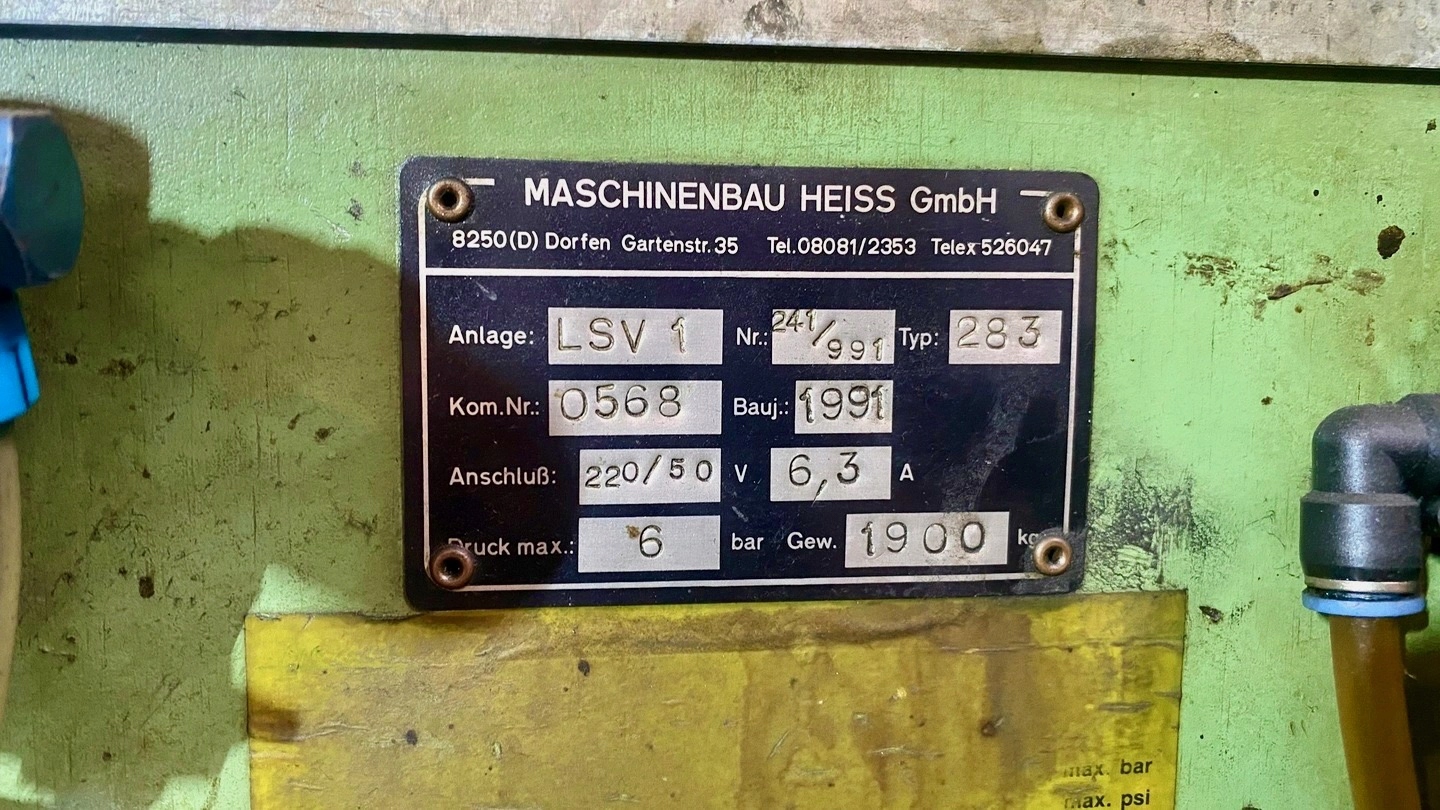 MASCHINENBAU HEISS GmbH
8250 (D) Dorfen Gartenstr. 35 Tel. 08081/2353 Telex 526047
Anlage: LSV 1 Nr.: 241/991 Typ: 283
Kom.Nr.: 0568 Bauj.: 1991
Anschluß: 220/50 V 6,3 A
Druck max.: 6 bar Gew. 1900 kg
max. bar
max. psi